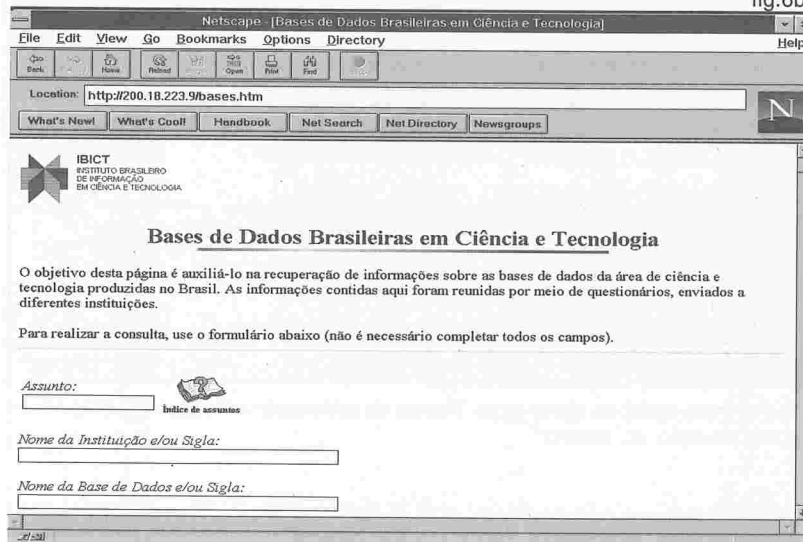 fig.6b
Netscape - [Bases de Dados Brasileiras em Ciência e Tecnologia]
File Edit View Go Bookmarks Options Directory
Help
Back Home Reload Open Print Find
Location: http://200.18.223.9/bases.htm
N
What's New! What's Cool! Handbook Net Search Net Directory Newsgroups
IBICT
INSTITUTO BRASILEIRO
DE INFORMAÇÃO
EM CIÊNCIA E TECNOLOGIA
Bases de Dados Brasileiras em Ciência e Tecnologia
O objetivo desta página é auxiliá-lo na recuperação de informações sobre as bases de dados da área de ciência e
tecnologia produzidas no Brasil. As informações contidas aqui foram reunidas por meio de questionários, enviados a
diferentes instituições.
Para realizar a consulta, use o formulário abaixo (não é necessário completar todos os campos).
Assunto:
Índice de assuntos
Nome da Instituição e/ou Sigla:
Nome da Base de Dados e/ou Sigla: